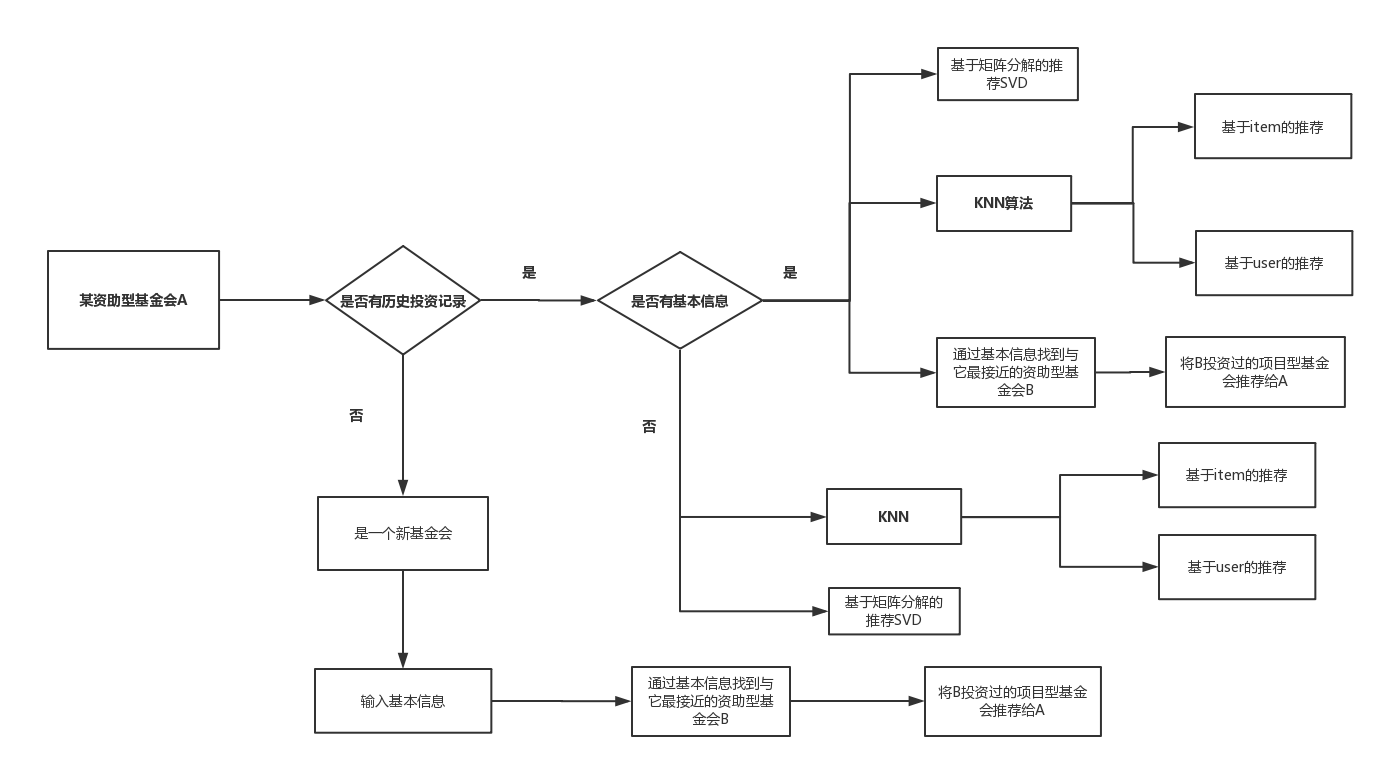 基于矩阵分解的推
荐SVD
基于item的推荐
KNN算法
基于user的推荐
某资助型基金会A
是否有历史投资记录
是
是否有基本信息
是
通过基本信息找到与
它最接近的资助型基
金会B
将B投资过的项目型基金
会推荐给A
否
否
基于item的推荐
KNN
基于user的推荐
是一个新基金会
基于矩阵分解的
推荐SVD
输入基本信息
通过基本信息找到与
它最接近的资助型基
金会B
将B投资过的项目型基金
会推荐给A